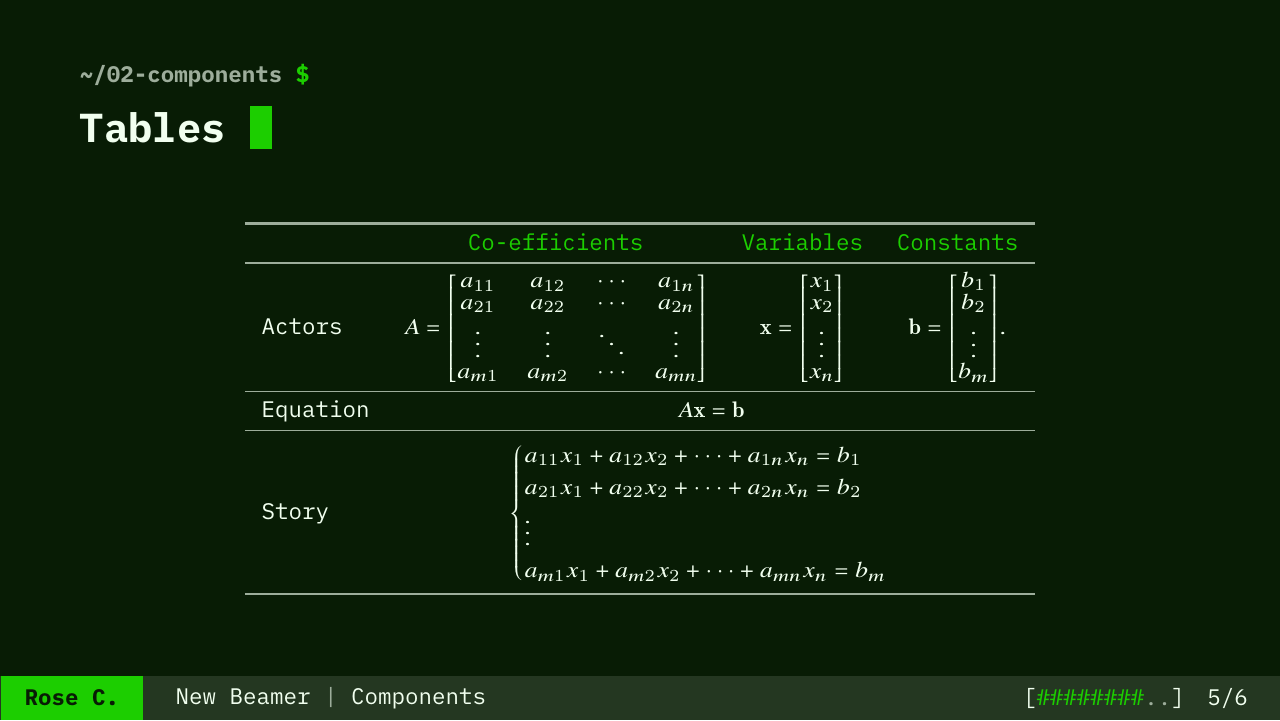 ~/02-components $
Tables
Co-efficients Variables Constants
Actors A = [a₁₁ a₁₂ ⋯ a₁ₙ; a₂₁ a₂₂ ⋯ a₂ₙ; ⋮ ⋮ ⋱ ⋮; aₘ₁ aₘ₂ ⋯ aₘₙ] x = [x₁; x₂; ⋮; xₙ] b = [b₁; b₂; ⋮; bₘ].
Equation Ax = b
a₁₁x₁ + a₁₂x₂ + ⋯ + a₁ₙxₙ = b₁
a₂₁x₁ + a₂₂x₂ + ⋯ + a₂ₙxₙ = b₂
Story {
⋮
aₘ₁x₁ + aₘ₂x₂ + ⋯ + aₘₙxₙ = bₘ
Rose C. New Beamer | Components [########..] 5/6